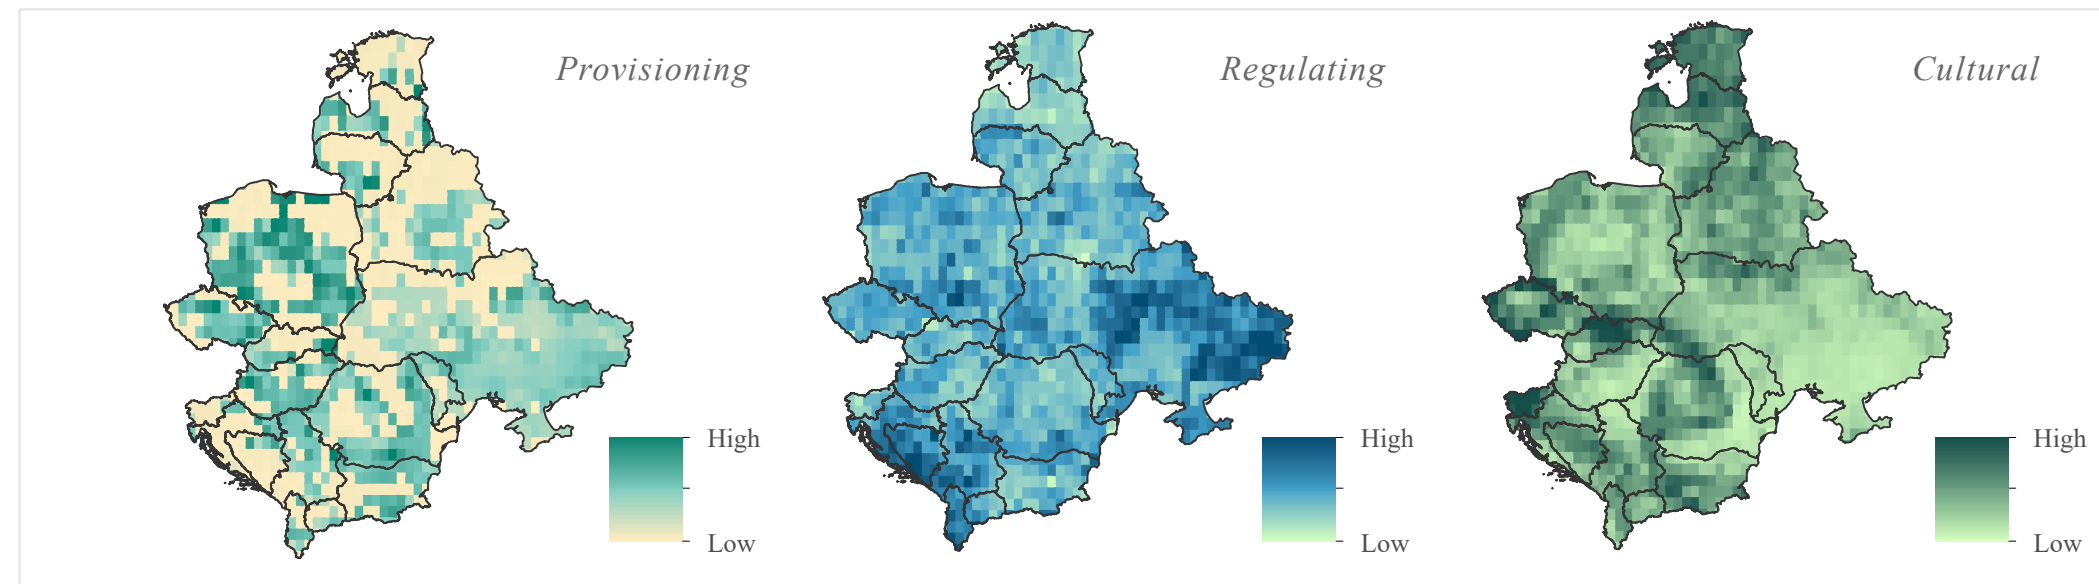 Provisioning
Regulating
Cultural
High
Low
High
Low
High
Low